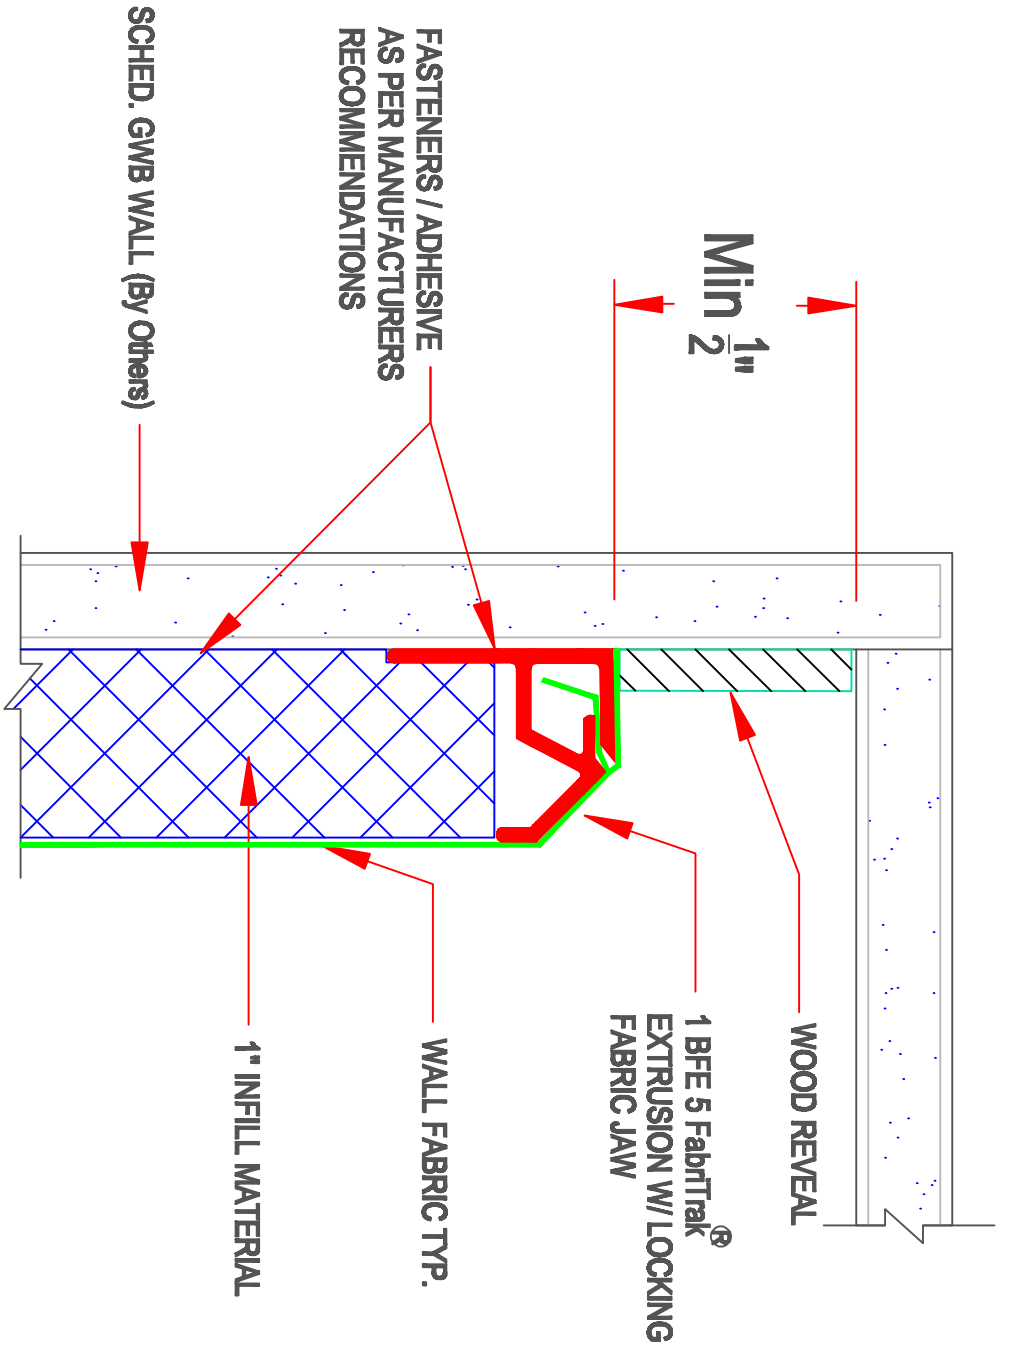 Min 1/2"
FASTENERS / ADHESIVE
AS PER MANUFACTURERS
RECOMMENDATIONS
SCHED. GWB WALL (By Others)
WOOD REVEAL
1 BFE 5 FabriTrak®
EXTRUSION W/ LOCKING
FABRIC JAW
WALL FABRIC TYP.
1" INFILL MATERIAL